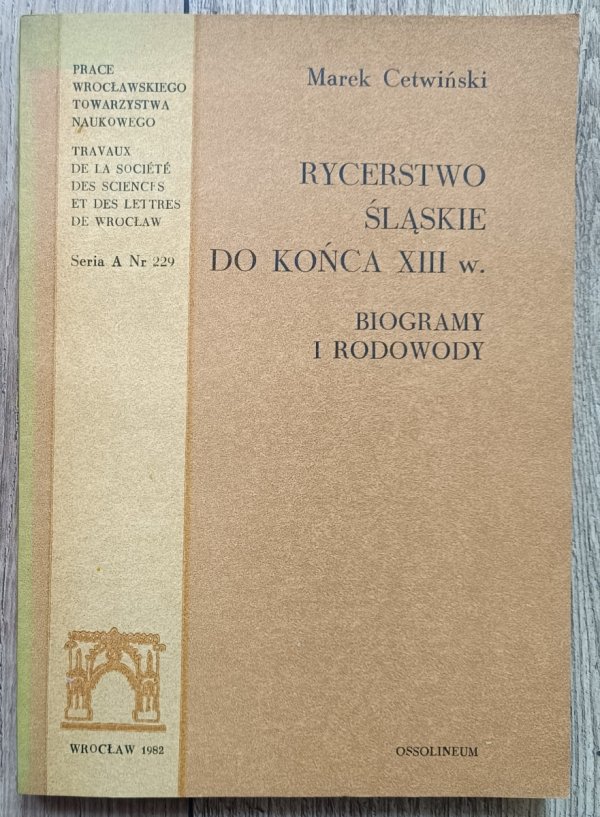 PRACE
WROCŁAWSKIEGO
TOWARZYSTWA
NAUKOWEGO
TRAVAUX
DE LA SOCIÉTÉ
DES SCIENCES
ET DES LETTRES
DE WROCŁAW
Seria A Nr 229
Marek Cetwiński
RYCERSTWO
ŚLĄSKIE
DO KOŃCA XIII w.
BIOGRAMY
I RODOWODY
WROCŁAW 1982
OSSOLINEUM